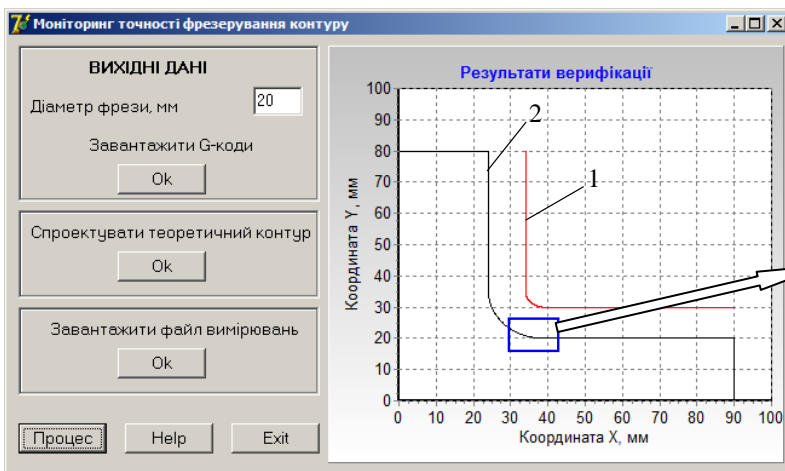 Моніторинг точності фрезерування контуру
ВИХІДНІ ДАНІ
Діаметр фрези, мм 20
Завантажити G-коди
Ok
Спроектувати теоретичний контур
Ok
Завантажити файл вимірювань
Ok
Процес Help Exit
Результати верифікації
Координата Y, мм
100
90
80
70
60
50
40
30
20
10
0
2
1
0 10 20 30 40 50 60 70 80 90 100
Координата X, мм